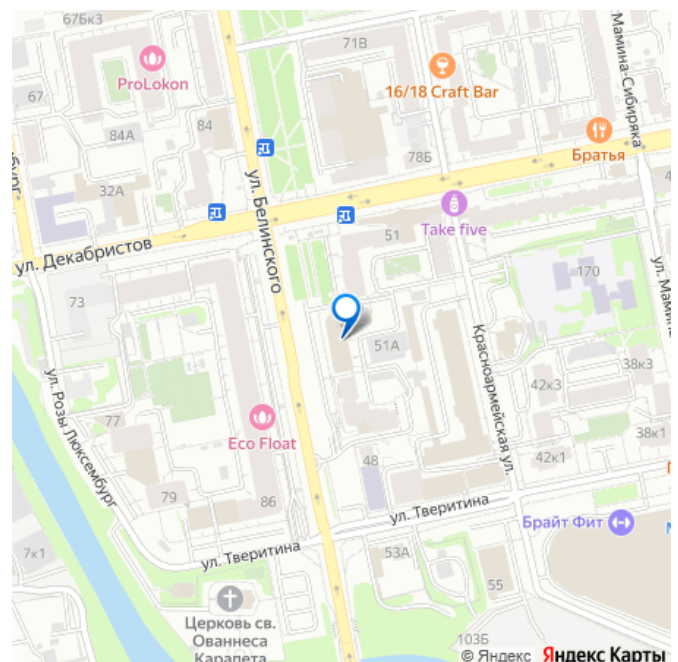 67Бк3
71В
ProLokon
16/18 Craft Bar
67
84А
84
78Б
Братья
ул. Мамина-Сибиряка
32А
ул. Белинского
Take five
51
ул. Декабристов
170
73
51А
Красноармейская ул.
38к3
42к3
ул. Розы Люксембург
77
Eco Float
38к1
48
42к1
79
86
ул. Тверитина
Брайт Фит
ул. Тверитина
7к1
53А
55
Церковь св.
Ованнеса
Карапета
103Б
© Яндекс Яндекс Карты